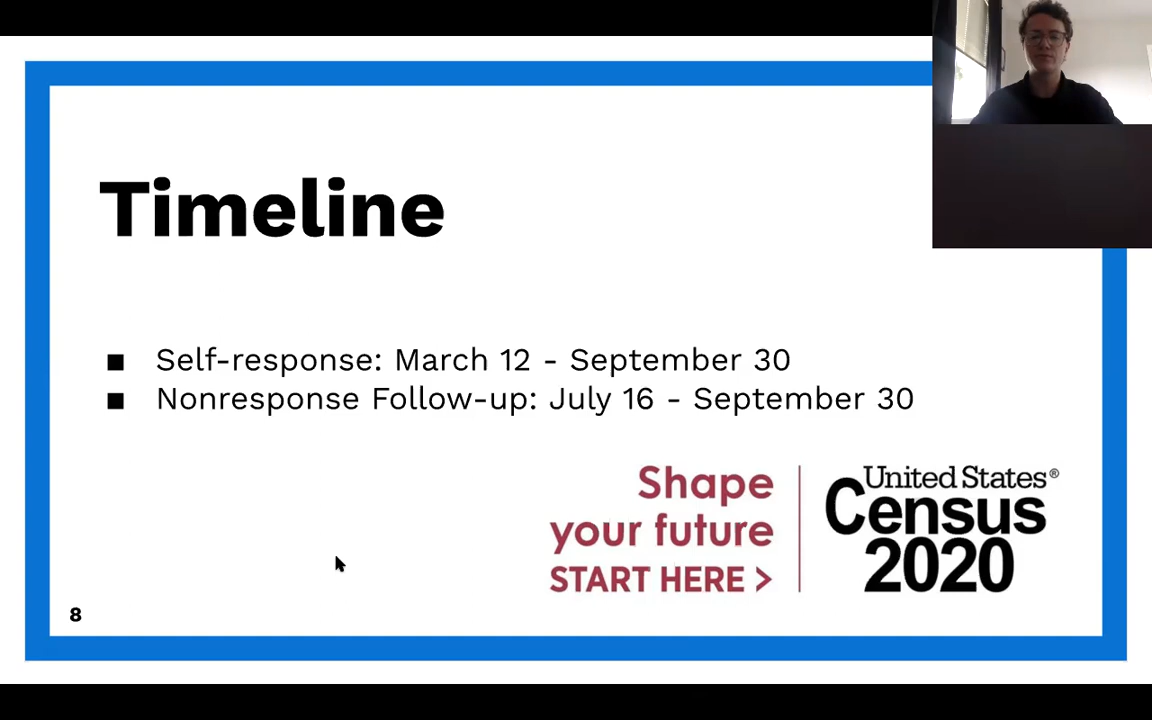 Timeline
■ Self-response: March 12 - September 30
■ Nonresponse Follow-up: July 16 - September 30
Shape
your future
START HERE >
United States®
Census
2020
8